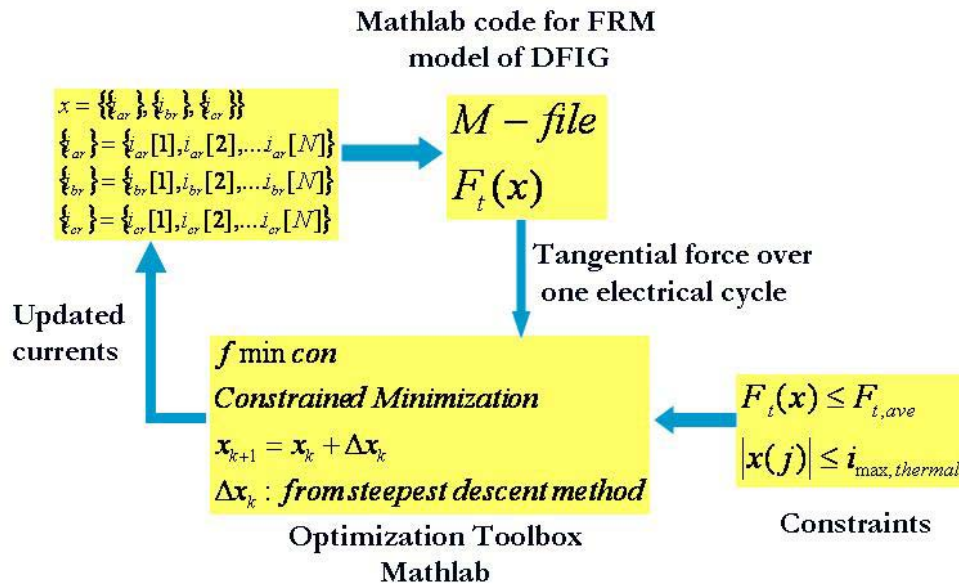 Mathlab code for FRM
model of DFIG
x = {{i_ar},{i_br},{i_cr}}
{i_ar} = {i_ar[1],i_ar[2],....i_ar[N]}
{i_br} = {i_br[1],i_br[2],....i_br[N]}
{i_cr} = {i_cr[1],i_cr[2],....i_cr[N]}
M – file
F_t(x)
Tangential force over
one electrical cycle
Updated
currents
f min con
Constrained Minimization
x_{k+1} = x_k + Δx_k
Δx_k : from steepest descent method
Optimization Toolbox
Mathlab
F_t(x) ≤ F_{t,ave}
|x(j)| ≤ i_{max,thermal}
Constraints